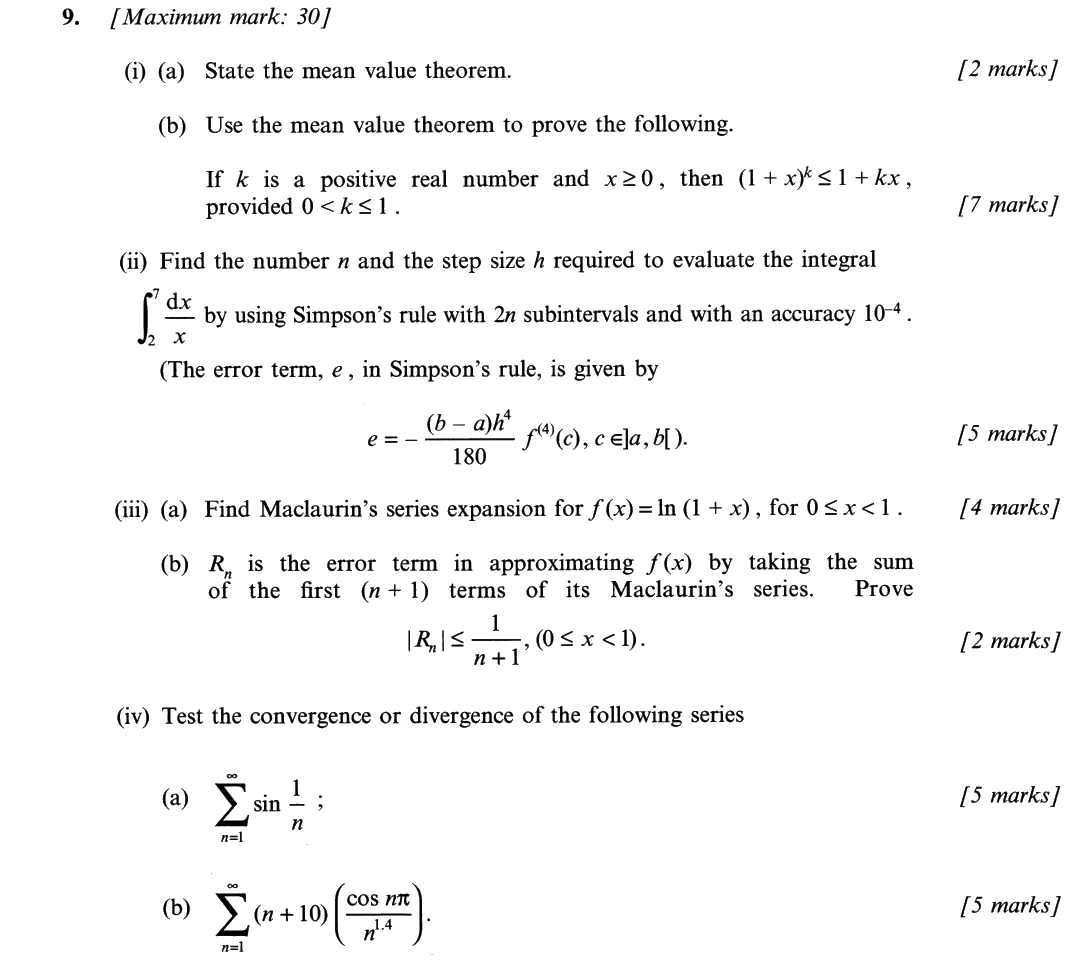 9. [Maximum mark: 30]
(i) (a) State the mean value theorem. [2 marks]
(b) Use the mean value theorem to prove the following.
If k is a positive real number and x ≥ 0, then (1 + x)^k ≤ 1 + kx,
provided 0 < k ≤ 1. [7 marks]
(ii) Find the number n and the step size h required to evaluate the integral
∫_2^7 dx/x by using Simpson's rule with 2n subintervals and with an accuracy 10^–4.
(The error term, e, in Simpson's rule, is given by
e = – (b – a)h^4/180 f^(4)(c), c ∈]a, b[ ). [5 marks]
(iii) (a) Find Maclaurin's series expansion for f(x) = ln (1 + x), for 0 ≤ x < 1. [4 marks]
(b) R_n is the error term in approximating f(x) by taking the sum
of the first (n + 1) terms of its Maclaurin's series. Prove
|R_n| ≤ 1/(n + 1), (0 ≤ x < 1). [2 marks]
(iv) Test the convergence or divergence of the following series
(a) ∑_{n=1}^∞ sin 1/n ; [5 marks]
(b) ∑_{n=1}^∞ (n + 10) (cos nπ/n^1.4). [5 marks]